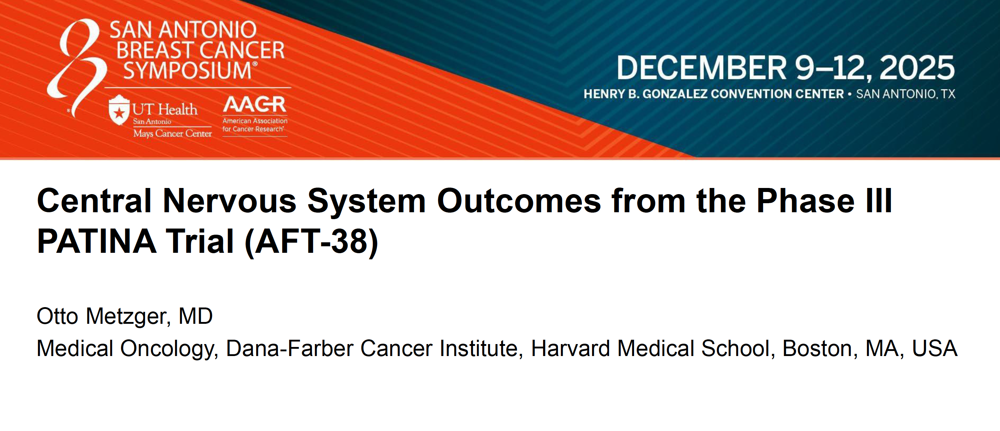 SAN ANTONIO
BREAST CANCER
SYMPOSIUM®
®
UT Health
San Antonio
Mays Cancer Center
AACR
American Association
for Cancer Research®
DECEMBER 9–12, 2025
HENRY B. GONZALEZ CONVENTION CENTER • SAN ANTONIO, TX
Central Nervous System Outcomes from the Phase III
PATINA Trial (AFT-38)
Otto Metzger, MD
Medical Oncology, Dana-Farber Cancer Institute, Harvard Medical School, Boston, MA, USA